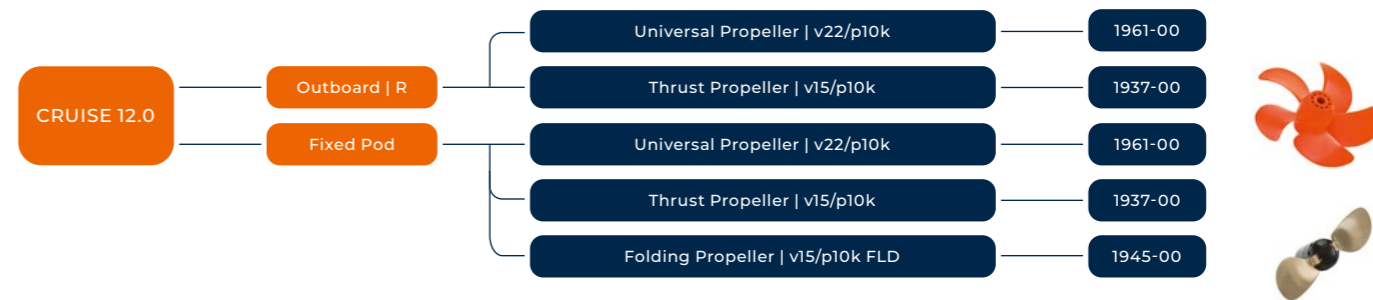 Universal Propeller | v22/p10k
1961-00
CRUISE 12.0
Outboard | R
Thrust Propeller | v15/p10k
1937-00
Fixed Pod
Universal Propeller | v22/p10k
1961-00
Thrust Propeller | v15/p10k
1937-00
Folding Propeller | v15/p10k FLD
1945-00